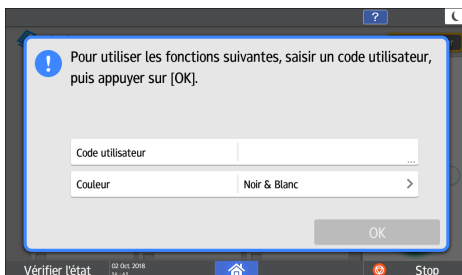 ?
Pour utiliser les fonctions suivantes, saisir un code utilisateur,
puis appuyer sur [OK].
Code utilisateur
...
Couleur Noir & Blanc
OK
Vérifier l'état 02 Oct. 2018 Stop